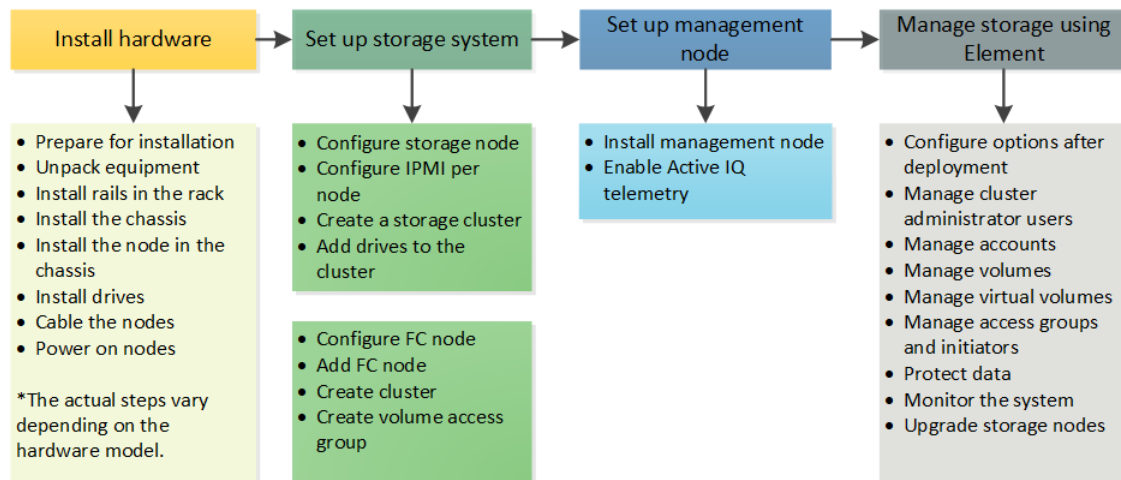 Install hardware
Set up storage system
Set up management
node
Manage storage using
Element
• Prepare for installation
• Unpack equipment
• Install rails in the rack
• Install the chassis
• Install the node in the
chassis
• Install drives
• Cable the nodes
• Power on nodes
*The actual steps vary
depending on the
hardware model.
• Configure storage node
• Configure IPMI per
node
• Create a storage cluster
• Add drives to the
cluster
• Configure FC node
• Add FC node
• Create cluster
• Create volume access
group
• Install management node
• Enable Active IQ
telemetry
• Configure options after
deployment
• Manage cluster
administrator users
• Manage accounts
• Manage volumes
• Manage virtual volumes
• Manage access groups
and initiators
• Protect data
• Monitor the system
• Upgrade storage nodes